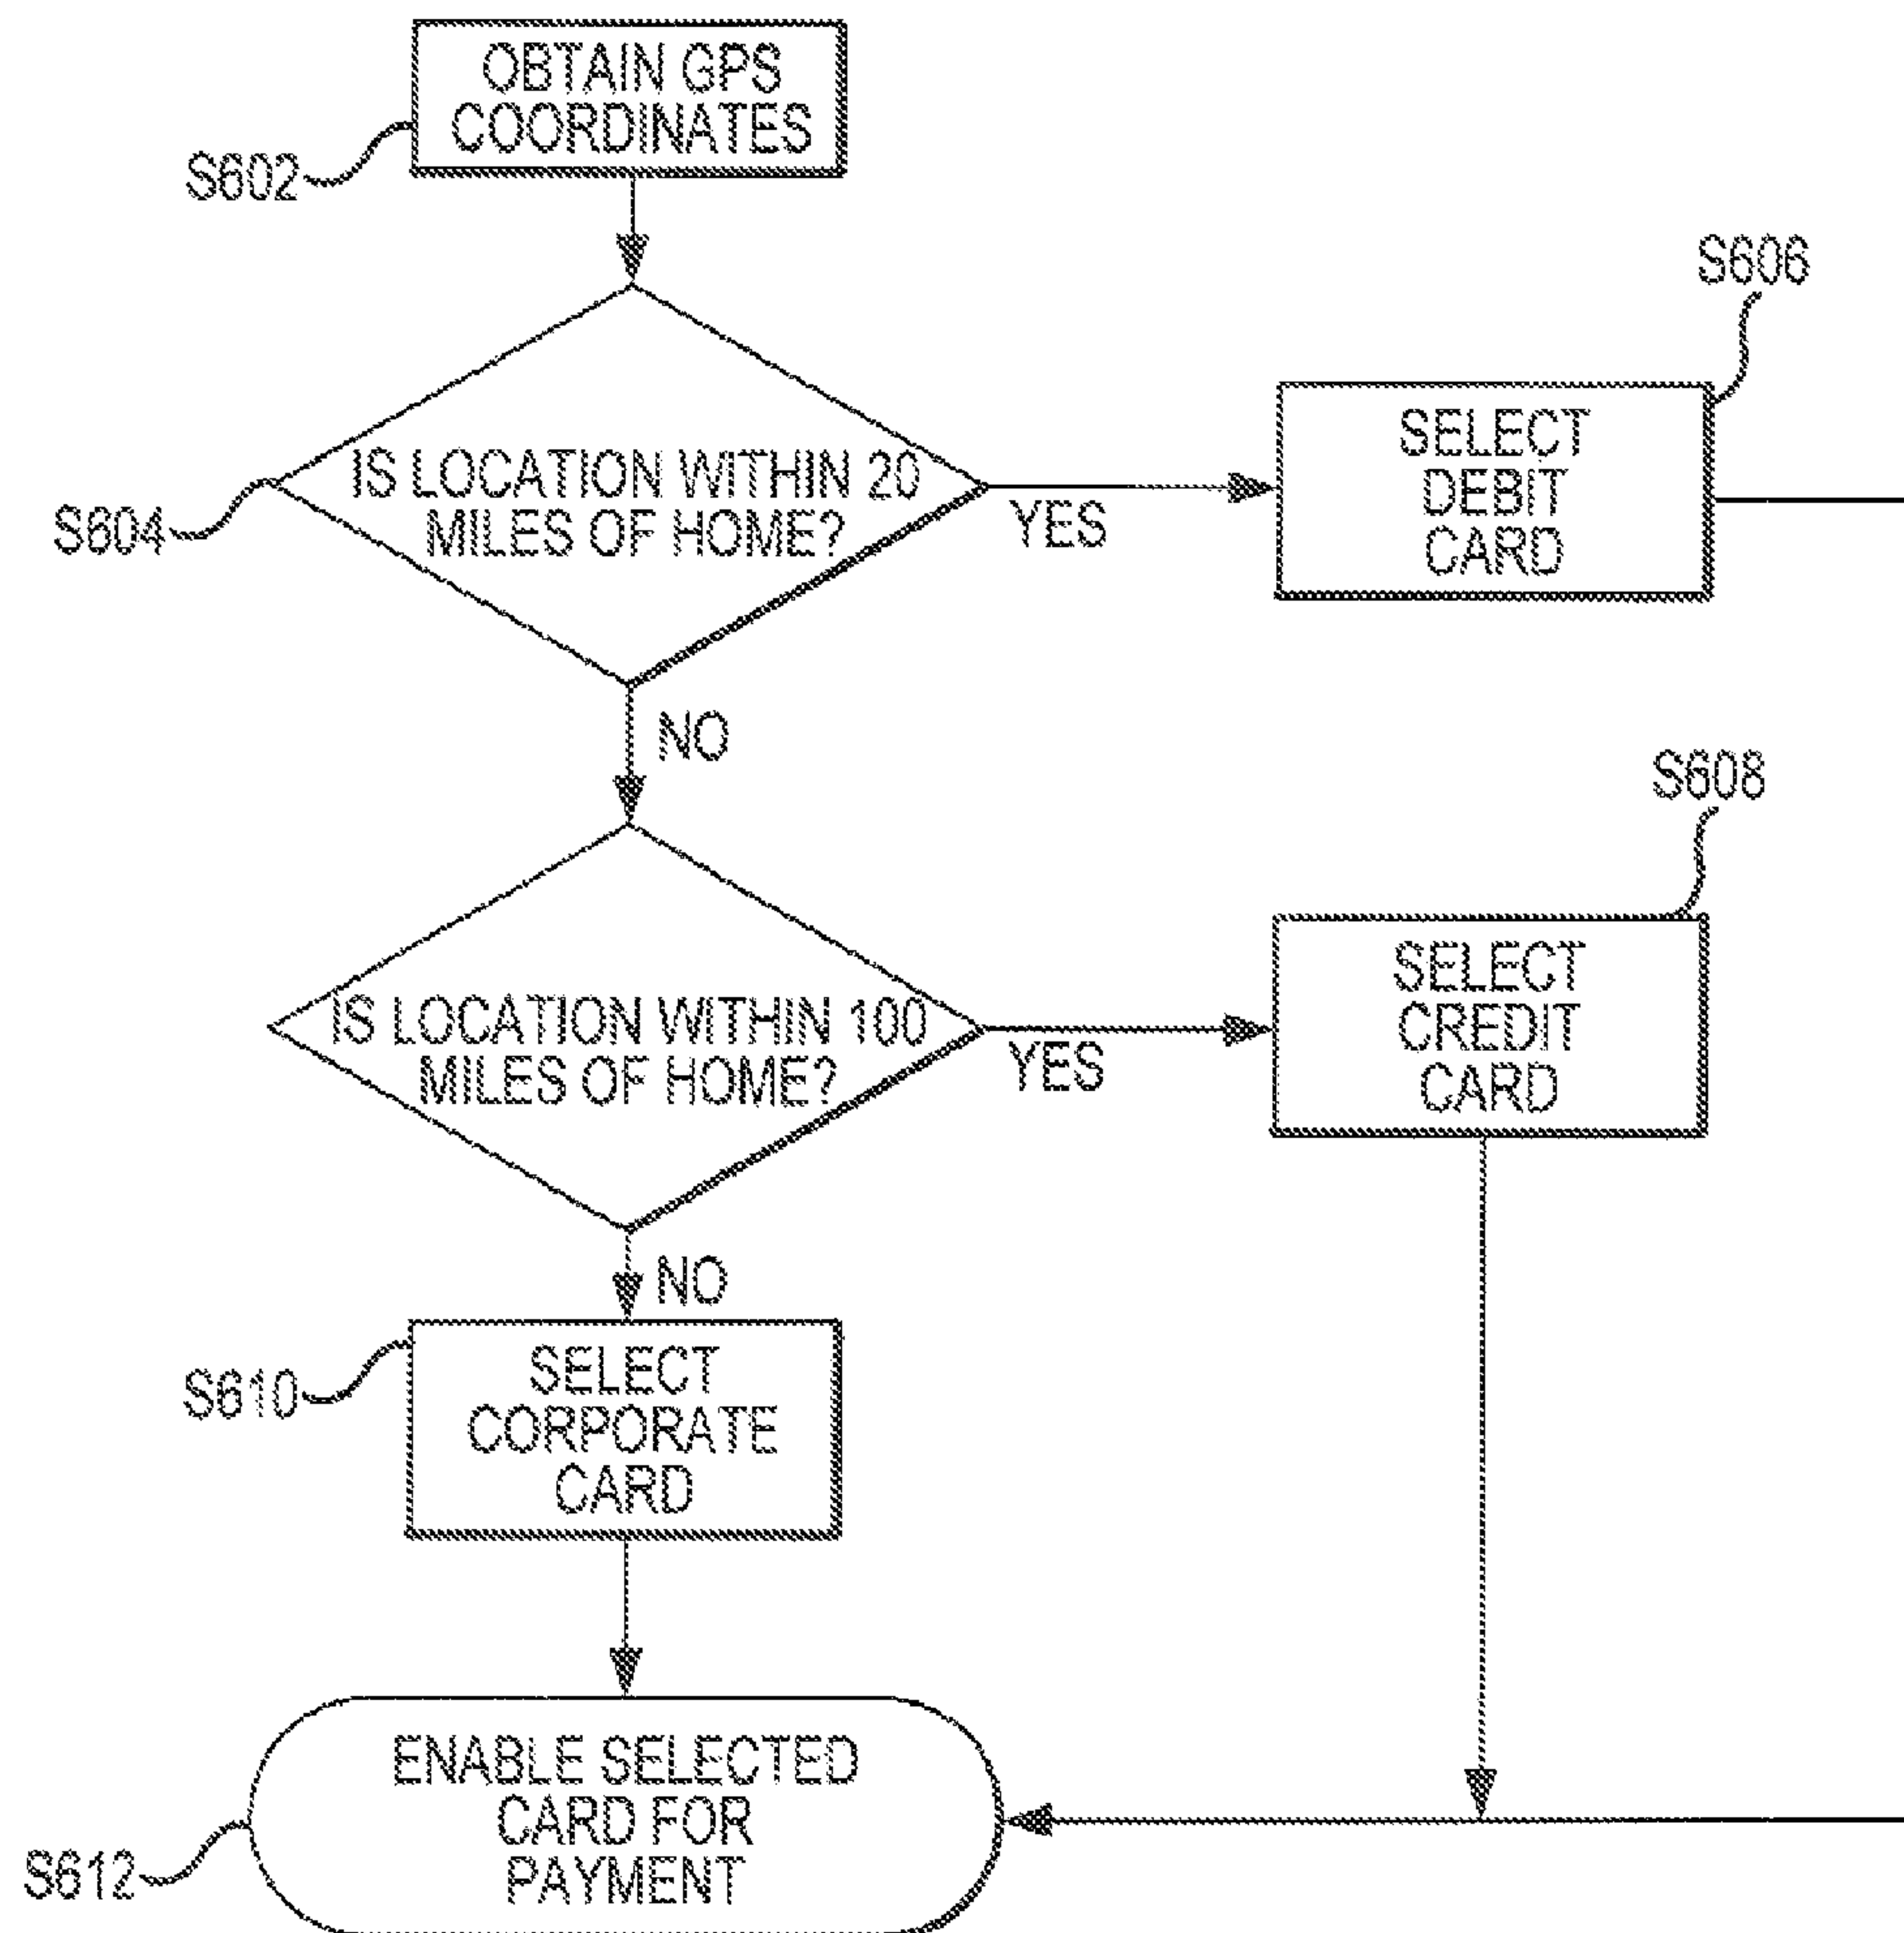 OBTAIN GPS
COORDINATES
S602
S606
IS LOCATION WITHIN 20
MILES OF HOME?
S604
YES
SELECT
DEBIT
CARD
NO
S608
IS LOCATION WITHIN 100
MILES OF HOME?
YES
SELECT
CREDIT
CARD
NO
S610
SELECT
CORPORATE
CARD
ENABLE SELECTED
CARD FOR
PAYMENT
S612